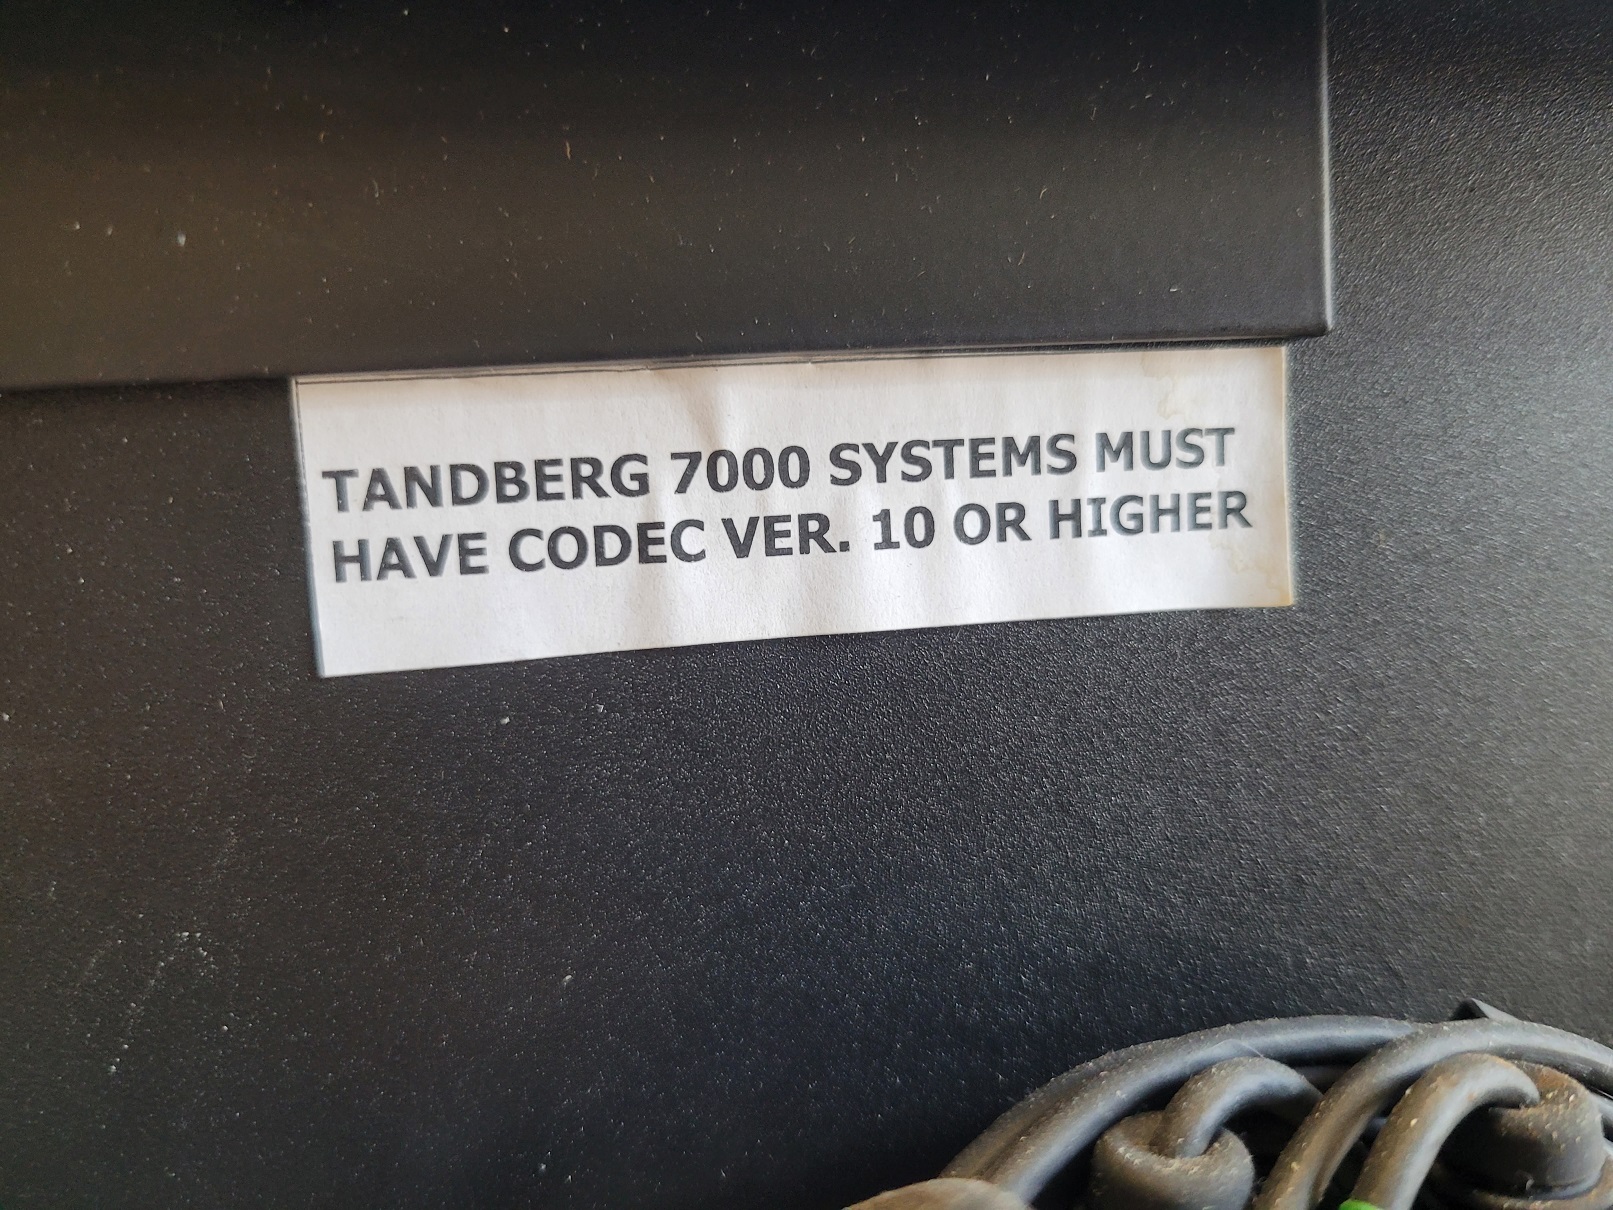 TANDBERG 7000 SYSTEMS MUST
HAVE CODEC VER. 10 OR HIGHER